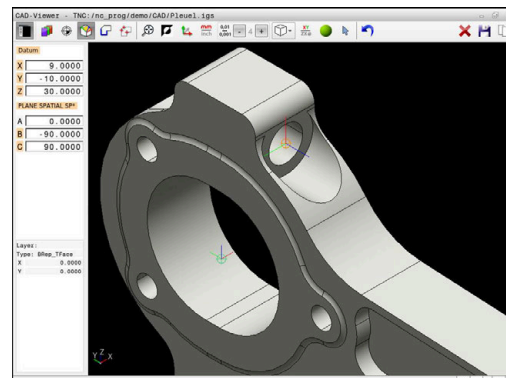 CAD-Viewer - TNC:/nc_prog/demo/CAD/Pleuel.igs
mm
inch
0.01
0.001
4
XY
Datum
X 9.0000
Y -10.0000
Z 30.0000
PLANE SPATIAL SP*
A 0.0000
B -90.0000
C 90.0000
Layer:
Type: BRep_TFace
X 0.0000
Y 0.0000
Y Z X